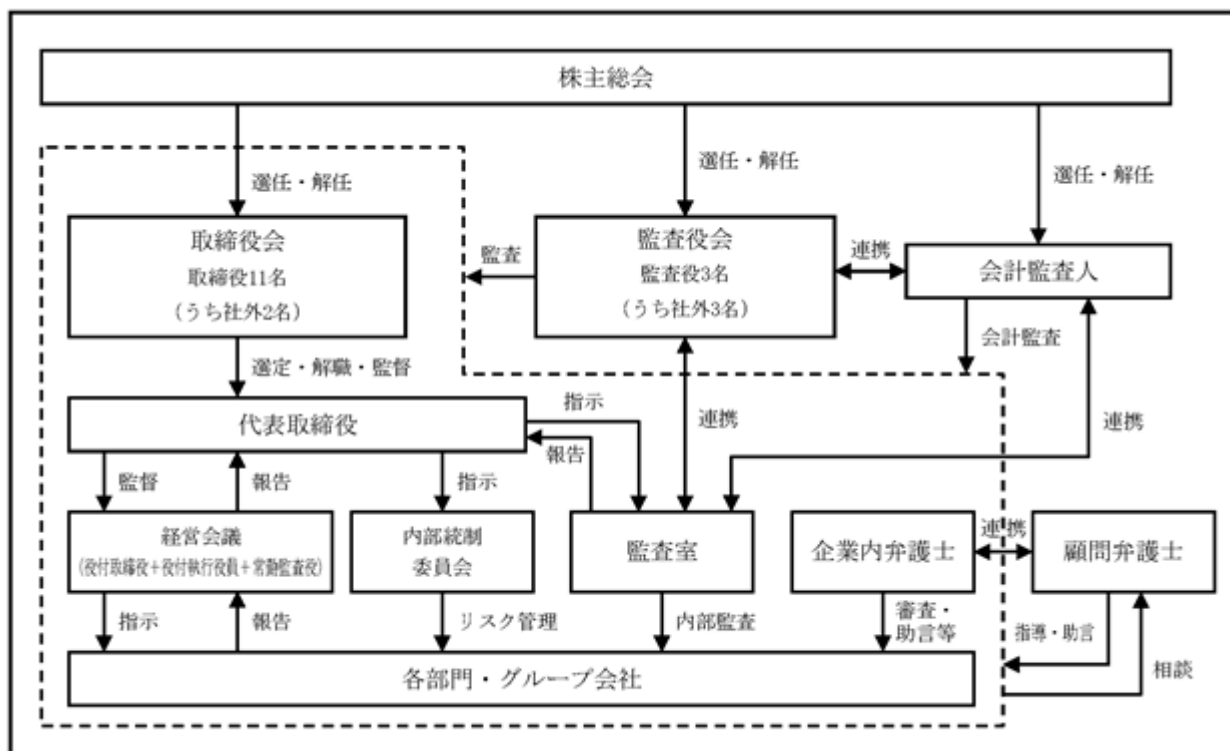 株主総会
選任・解任
選任・解任
選任・解任
取締役会
取締役11名
(うち社外2名)
監査
監査役会
監査役3名
(うち社外3名)
連携
会計監査人
会計監査
選定・解職・監督
代表取締役
指示
報告
連携
連携
監督
報告
指示
経営会議
(役付取締役+役付執行役員+常勤監査役)
内部統制
委員会
監査室
企業内弁護士
連携
顧問弁護士
指示
報告
リスク管理
内部監査
審査・
助言等
指導・助言
相談
各部門・グループ会社